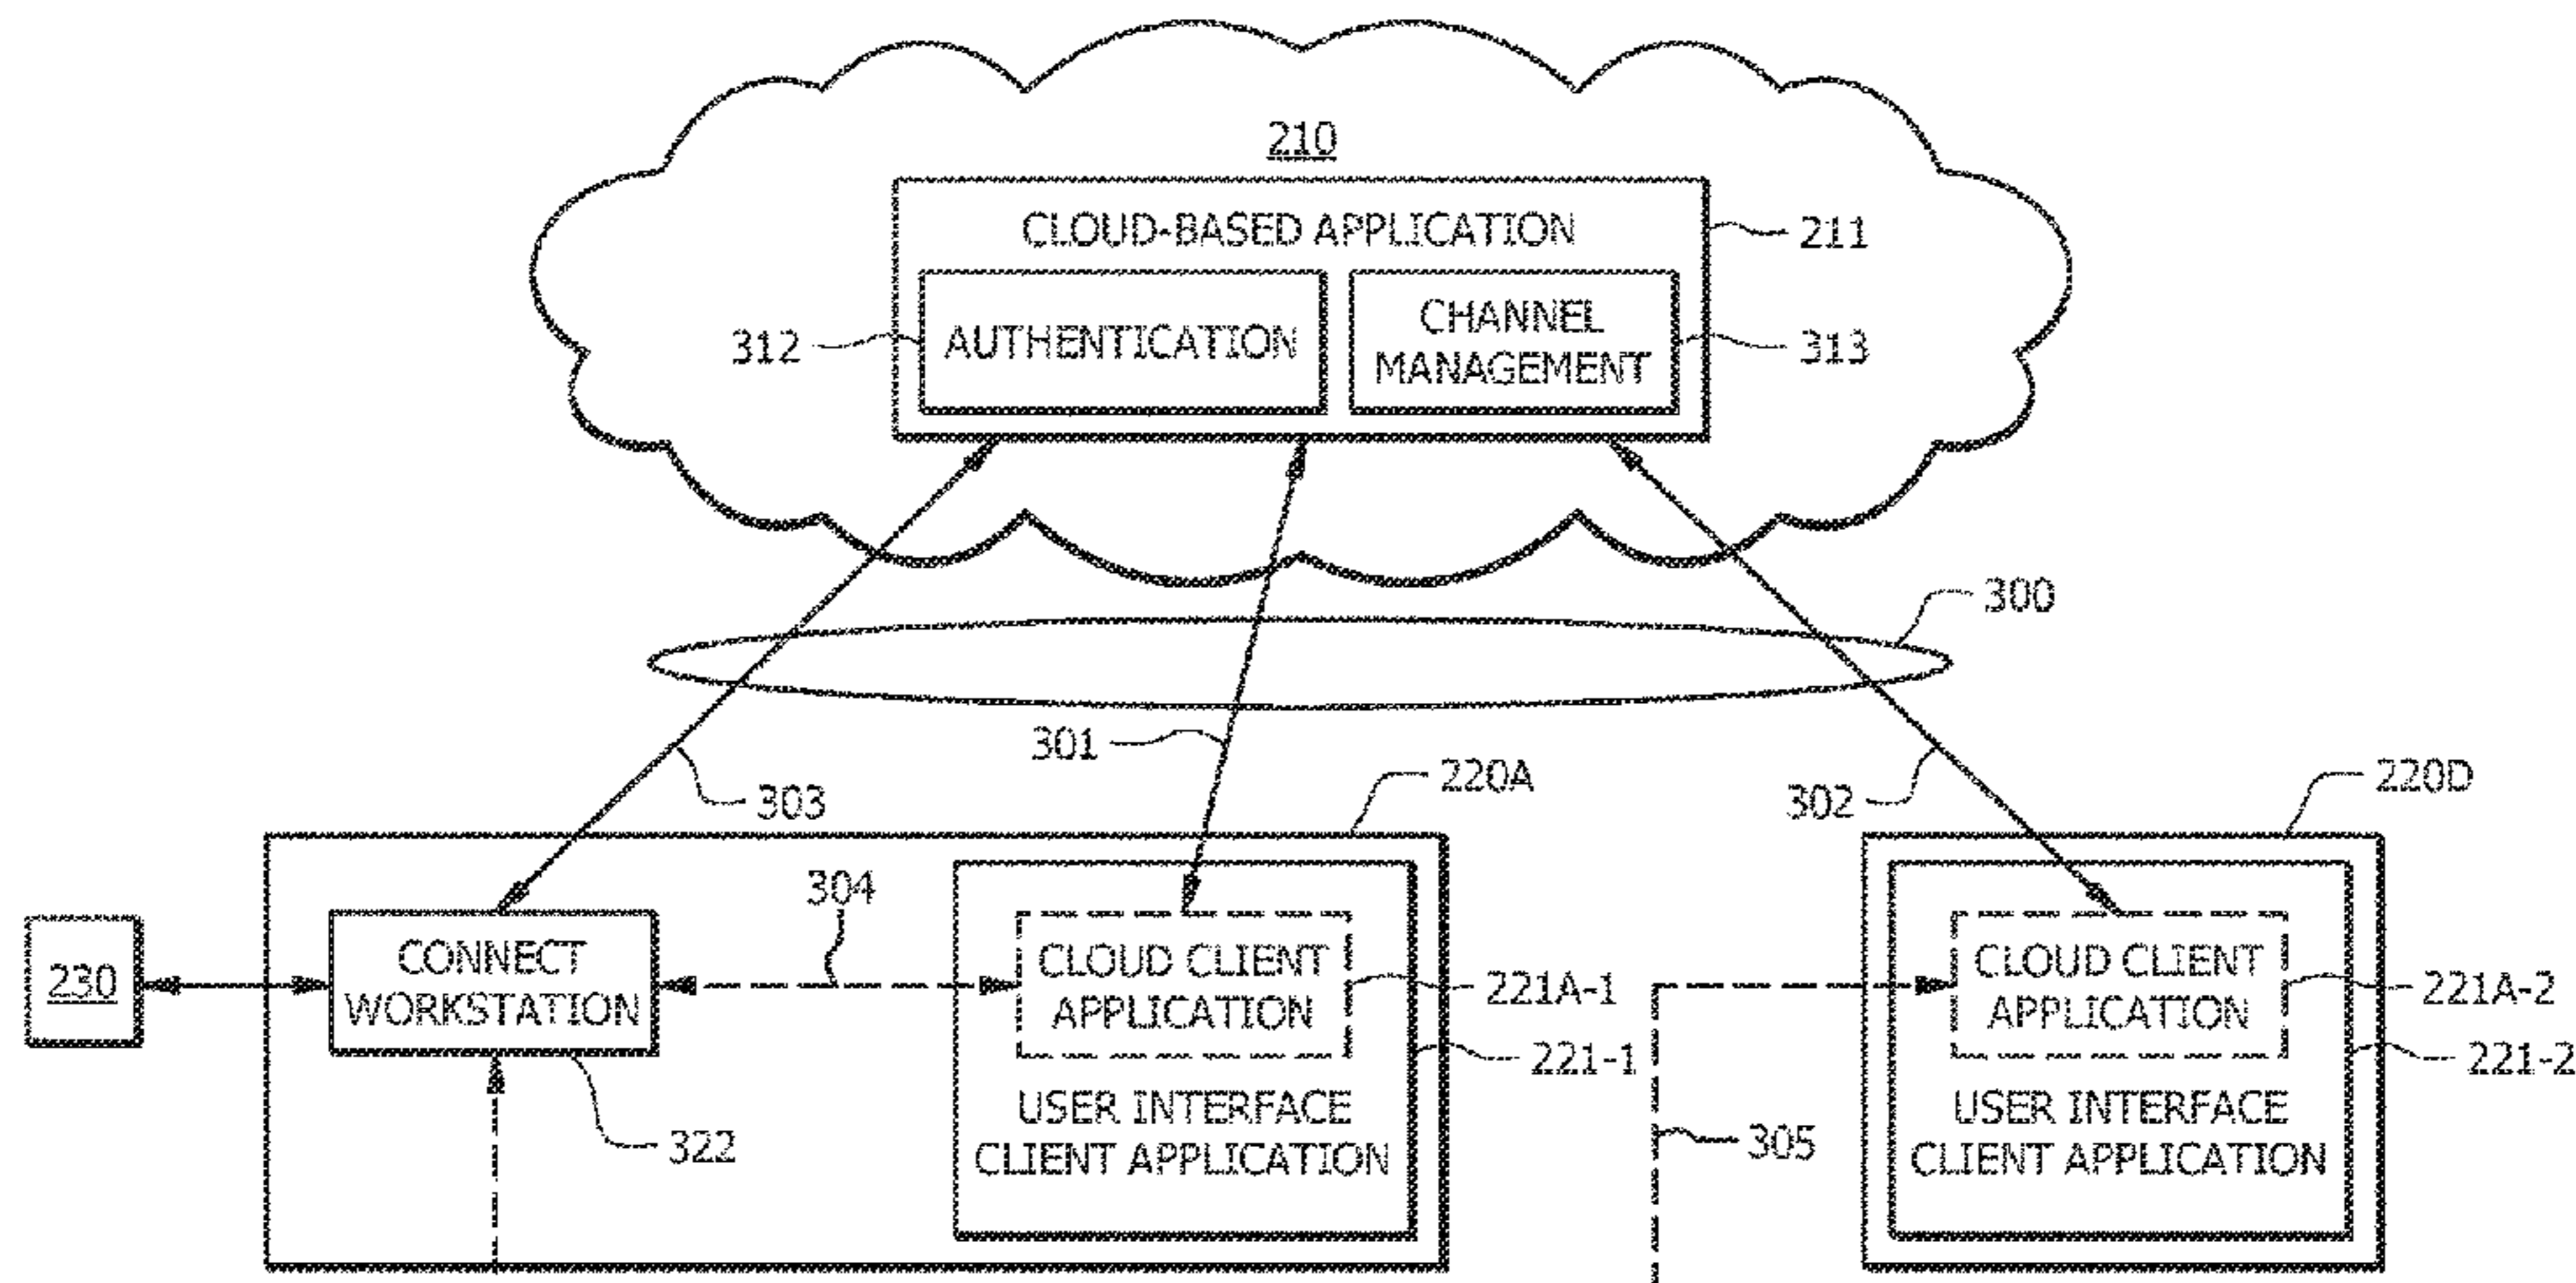 210
CLOUD-BASED APPLICATION
211
312
AUTHENTICATION
CHANNEL
MANAGEMENT
313
300
301
303
220A
302
220D
304
230
CONNECT
WORKSTATION
322
CLOUD CLIENT
APPLICATION
221A-1
221-1
USER INTERFACE
CLIENT APPLICATION
305
CLOUD CLIENT
APPLICATION
221A-2
221-2
USER INTERFACE
CLIENT APPLICATION